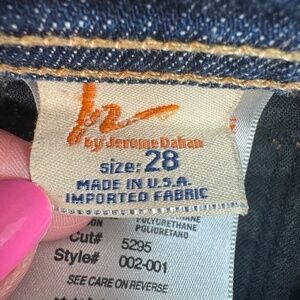 by Jerome Dahan
size: 28
MADE IN U.S.A.
IMPORTED FABRIC
POLYURETHANE
POLIURETANO
Cut# 5295
Style# 002-001
SEE CARE ON REVERSE